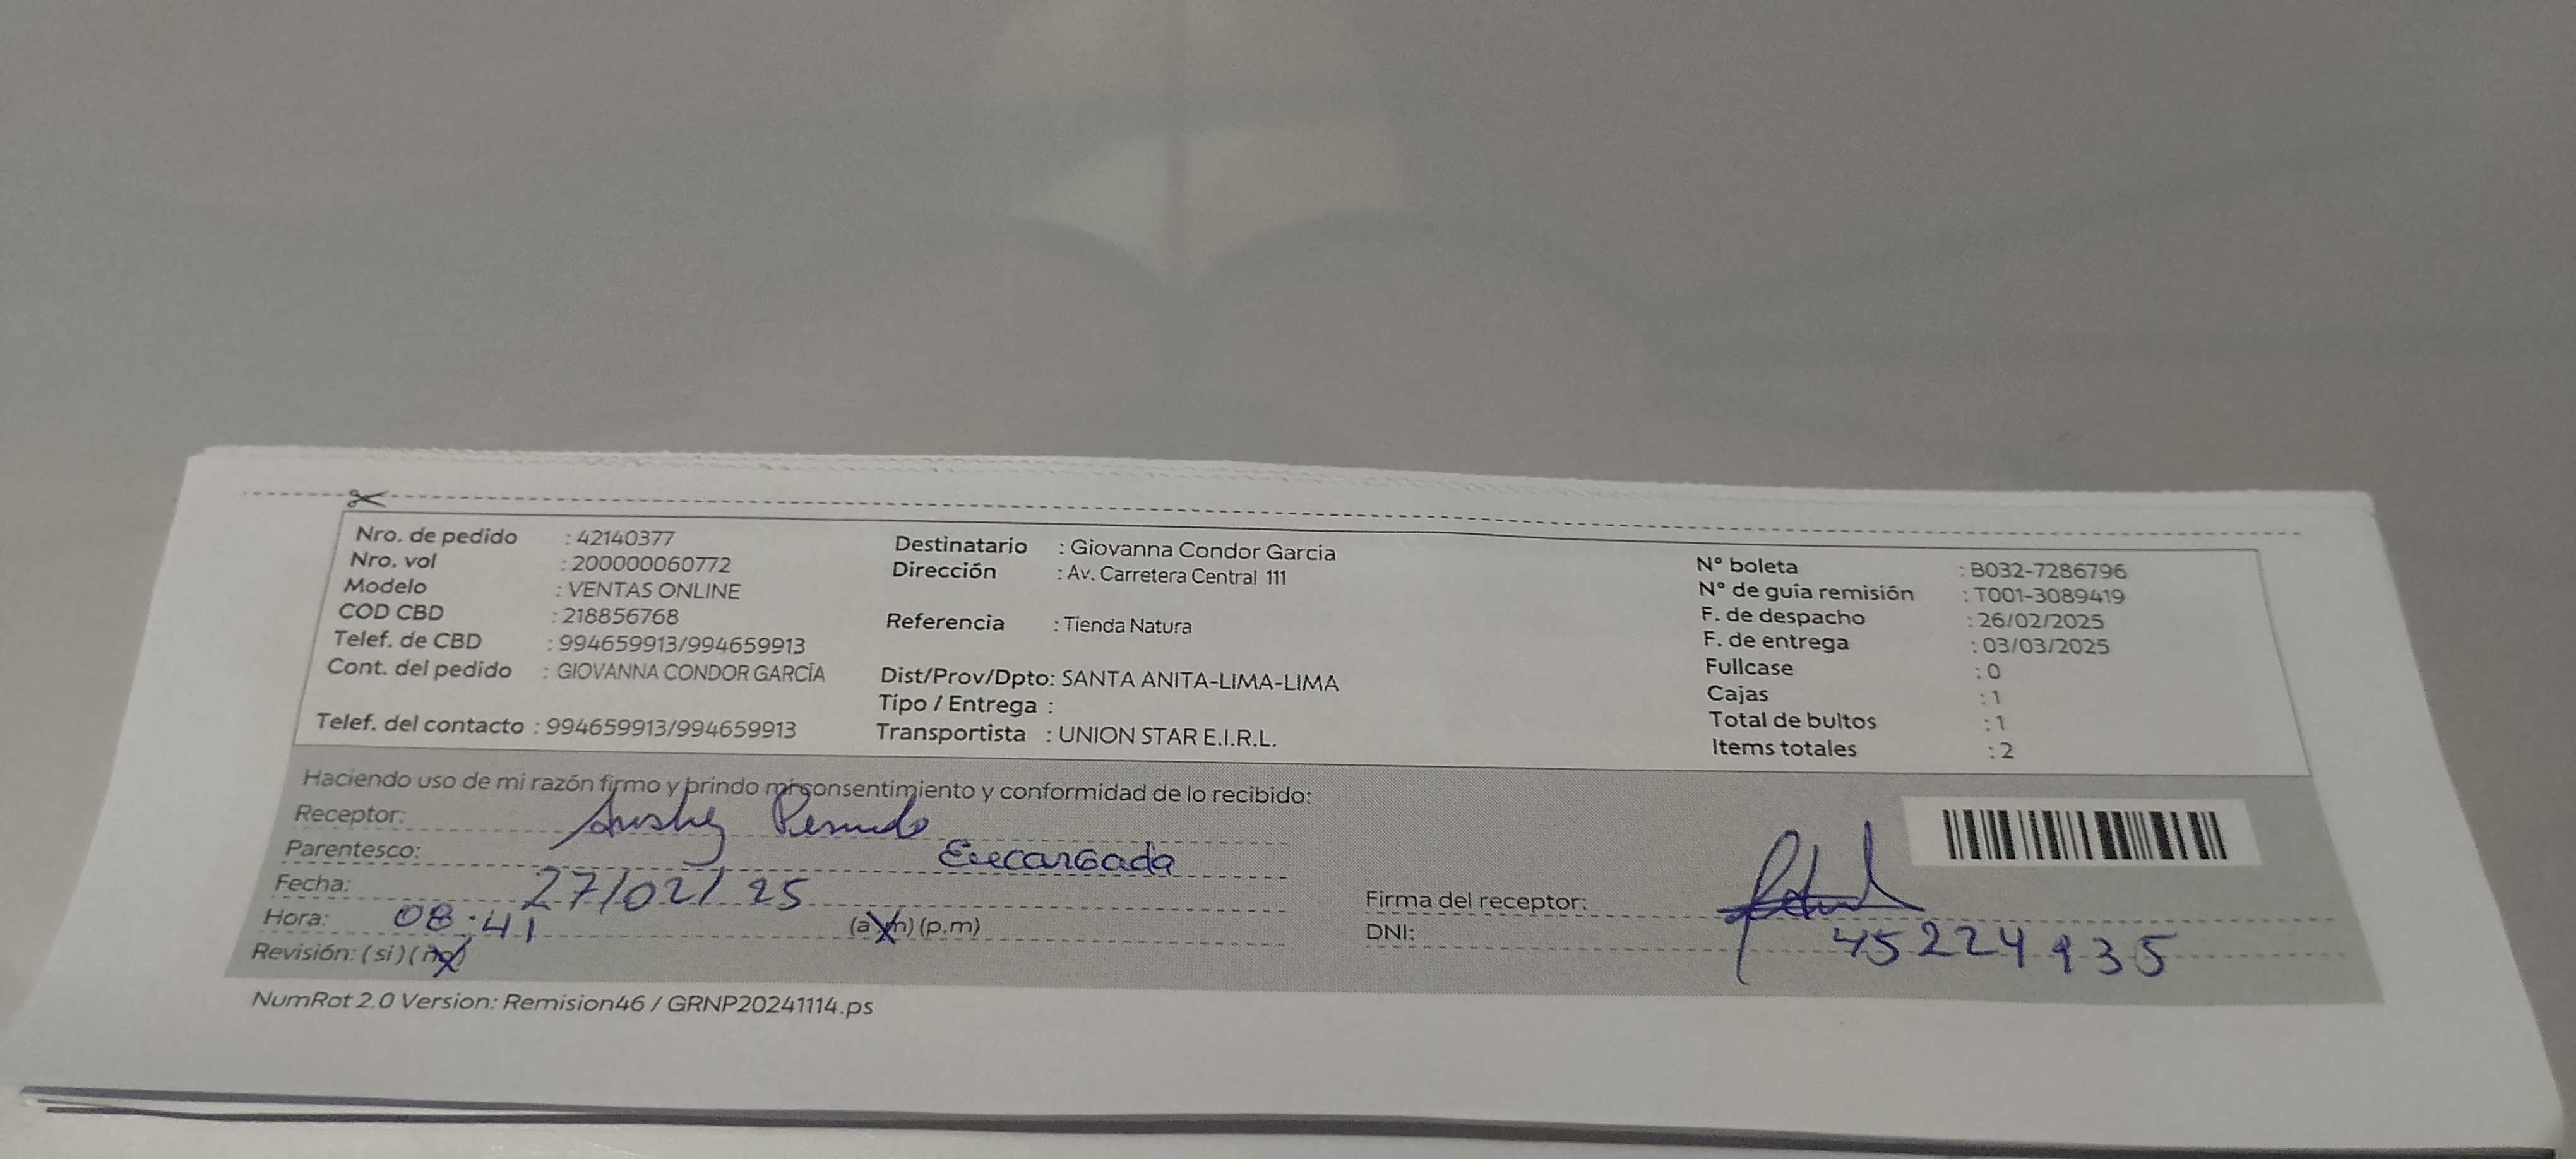 Nro. de pedido : 42140377
Nro. vol : 200000060772
Modelo : VENTAS ONLINE
COD CBD : 218856768
Telef. de CBD : 994659913/994659913
Cont. del pedido : GIOVANNA CONDOR GARCÍA
Telef. del contacto : 994659913/994659913
Destinatario : Giovanna Condor García
Dirección : Av. Carretera Central 111
Referencia : Tienda Natura
Dist/Prov/Dpto: SANTA ANITA-LIMA-LIMA
Tipo / Entrega :
Transportista : UNION STAR E.I.R.L.
N° boleta : B032-7286796
N° de guía remisión : T001-3089419
F. de despacho : 26/02/2025
F. de entrega : 03/03/2025
Fullcase : 0
Cajas : 1
Total de bultos : 1
Items totales : 2
Haciendo uso de mi razón firmo y brindo mi consentimiento y conformidad de lo recibido:
Receptor:
Parentesco: Encargada
Fecha: 27/02/25
Hora: 08:41 (a.m) (p.m)
Revisión: (si) (no)
Firma del receptor:
DNI: 45224935
NumRot 2.0 Version: Remision46 / GRNP20241114.ps